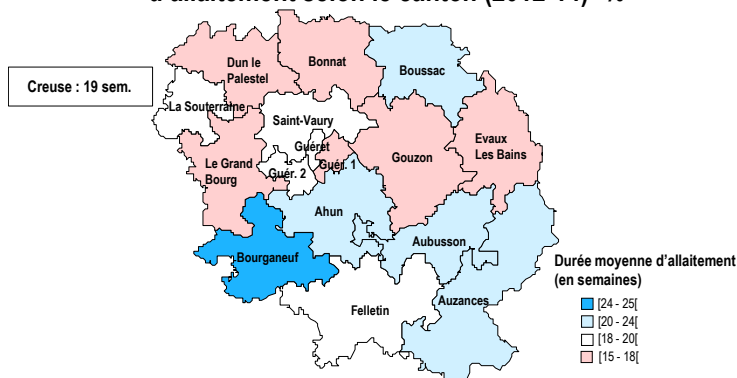 d'allaitement selon le canton (2012-14) - %
Creuse : 19 sem.
Dun le
Palestel
Bonnat
Boussac
La Souterraine
Saint-Vaury
Guéret
Evaux
Les Bains
Le Grand
Bourg
Guér. 2
Guér. 1
Gouzon
Ahun
Aubusson
Bourganeuf
Auzances
Felletin
Durée moyenne d'allaitement
(en semaines)
[24 - 25[
[20 - 24[
[18 - 20[
[15 - 18[